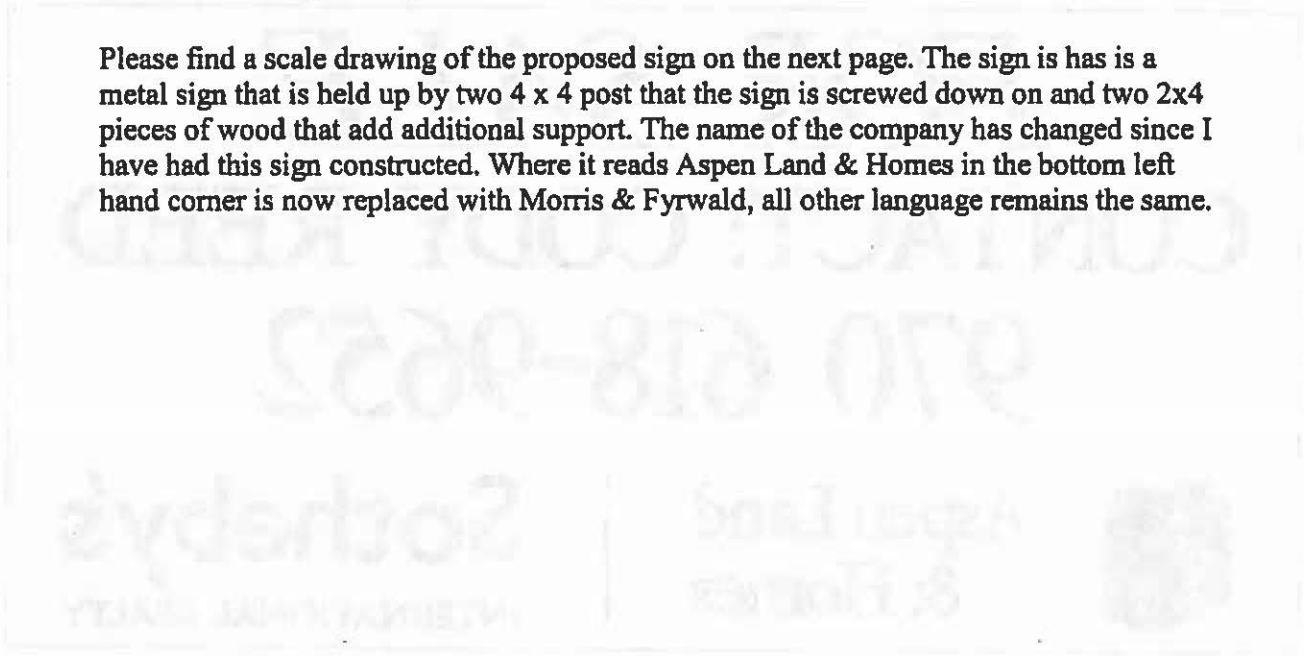 Please find a scale drawing of the proposed sign on the next page. The sign is has is a
metal sign that is held up by two 4 x 4 post that the sign is screwed down on and two 2x4
pieces of wood that add additional support. The name of the company has changed since I
have had this sign constructed. Where it reads Aspen Land & Homes in the bottom left
hand corner is now replaced with Morris & Fyrwald, all other language remains the same.
FOR SALE
CONTACT: CODY REED
970 618-9652
Aspen Land
& Homes
Sotheby's
INTERNATIONAL REALTY